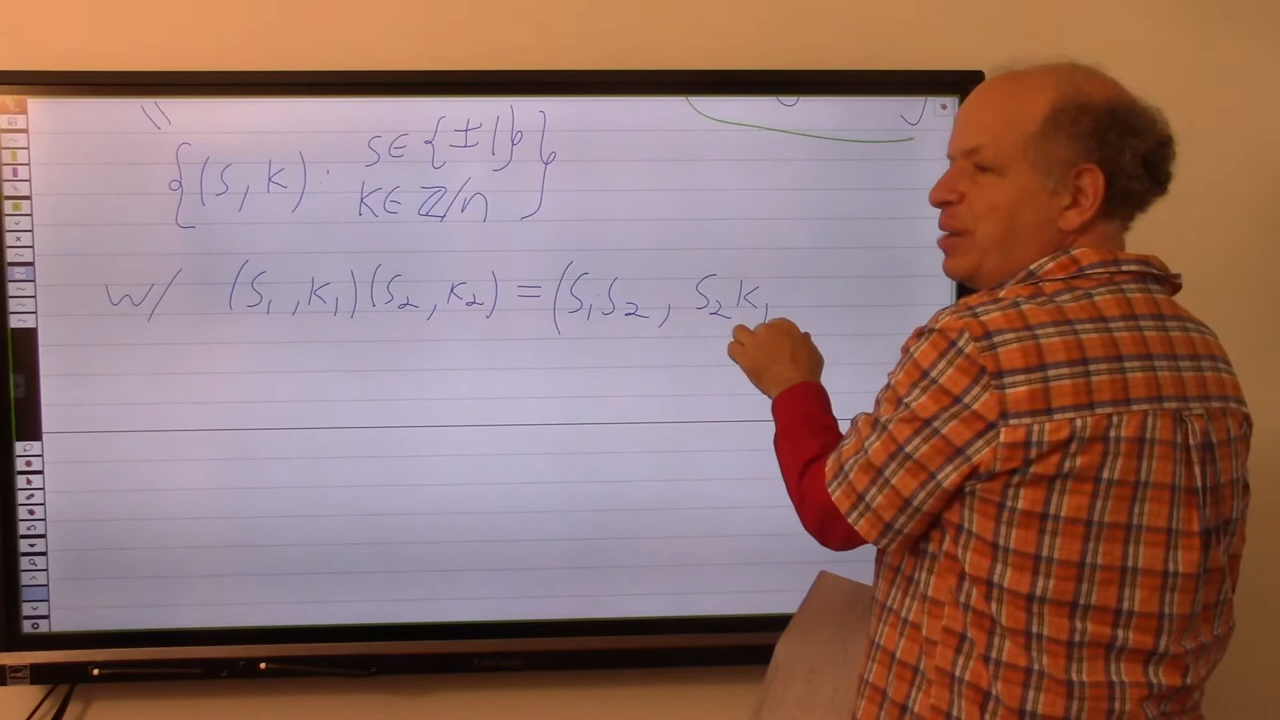 {(S, K) : S ∈ {±1}
K ∈ ℤ/n }
w/ (S₁, K₁)(S₂, K₂) = (S₁S₂, S₂K₁